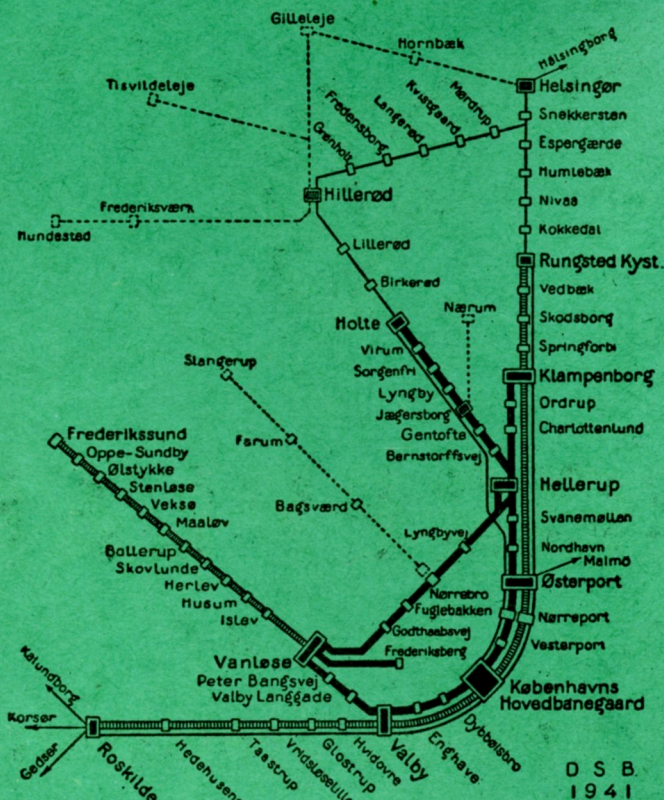 Gilleleje
Hornbæk
Hälsingborg
Helsingør
Tisvildeleje
Mørdrup
Kvistgaard
Langerød
Fredensborg
Grønholt
Snekkersten
Espergærde
Humlebæk
Nivaa
Kokkedal
Hillerød
Frederiksværk
Hundested
Lillerød
Birkerød
Rungsted Kyst.
Vedbæk
Skodsborg
Springforbi
Nærum
Holte
Virum
Sorgenfri
Lyngby
Jægersborg
Gentofte
Bernstorffsvej
Klampenborg
Ordrup
Charlottenlund
Slangerup
Farum
Bagsværd
Frederikssund
Oppe-Sundby
Ølstykke
Stenløse
Veksø
Maaløv
Ballerup
Skovlunde
Herlev
Husum
Islev
Hellerup
Svanemøllen
Nordhavn
Malmö
Østerport
Lyngbyvej
Nørrebro
Fuglebakken
Godthaabsvej
Frederiksberg
Nørreport
Vesterport
Vanløse
Peter Bangsvej
Valby Langgade
Københavns
Hovedbanegaard
Dybbølsbro
Enghave
Valby
Hvidovre
Glostrup
Taastrup
Roskilde
Kalundborg
Korsør
Gedser
D S B.
1941